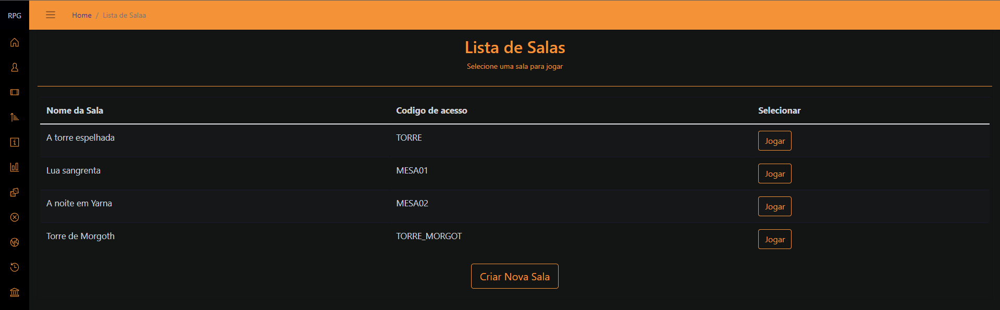 RPG
Home / Lista de Salaa
Lista de Salas
Selecione uma sala para jogar
Nome da Sala Codigo de acesso Selecionar
A torre espelhada TORRE Jogar
Lua sangrenta MESA01 Jogar
A noite em Yarna MESA02 Jogar
Torre de Morgoth TORRE_MORGOT Jogar
Criar Nova Sala